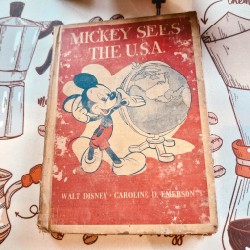 MICKEY SEES
THE U.S.A.
WALT DISNEY · CAROLINE D. EMERSON